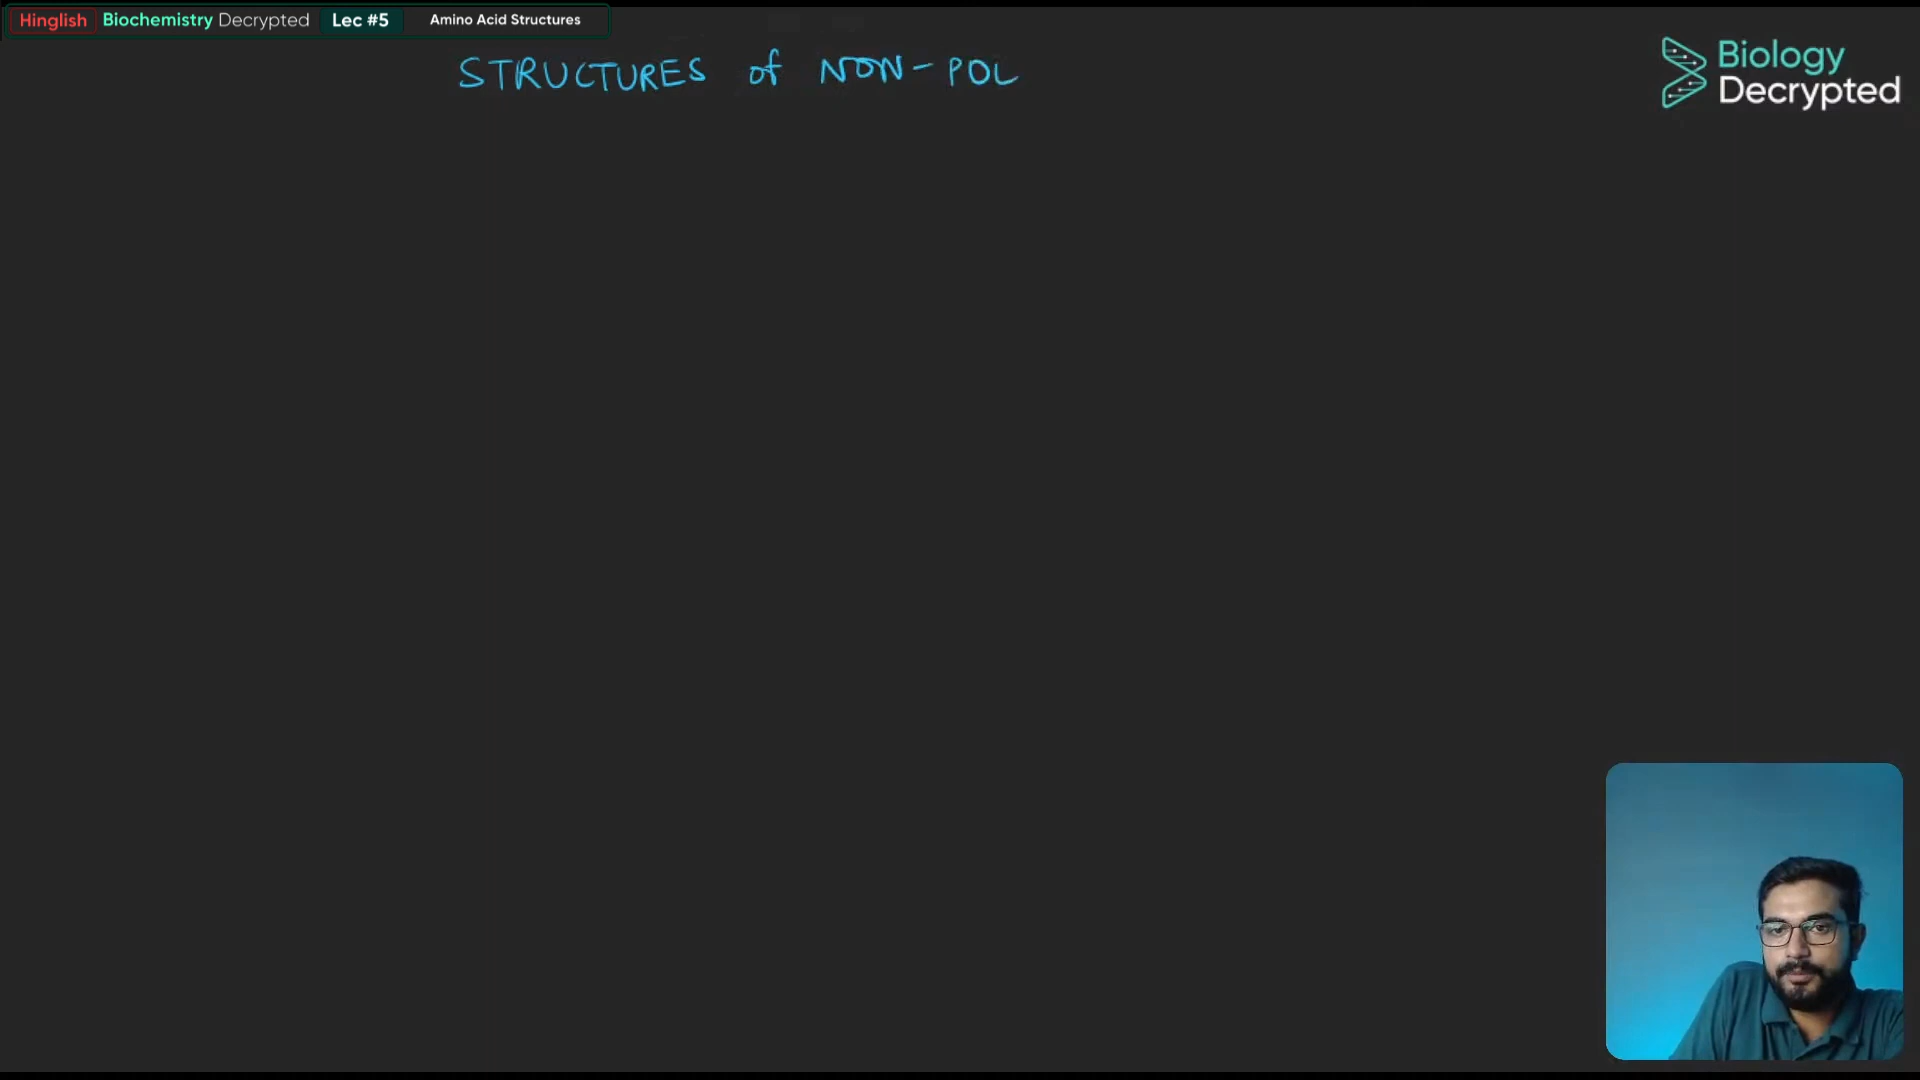 Hinglish Biochemistry Decrypted Lec #5 Amino Acid Structures
STRUCTURES of NON-POL
Biology
Decrypted